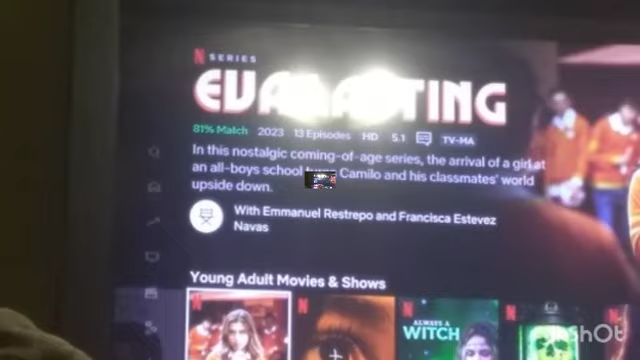 N SERIES
81% Match 2023 13 Episodes HD 5.1 TV-MA
In this nostalgic coming-of-age series, the arrival of a girl at
an all-boys school Camilo and his classmates' world
upside down.
With Emmanuel Restrepo and Francisca Estevez
Navas
Young Adult Movies & Shows
N
N
N
N
N
ALWAYS A
WITCH